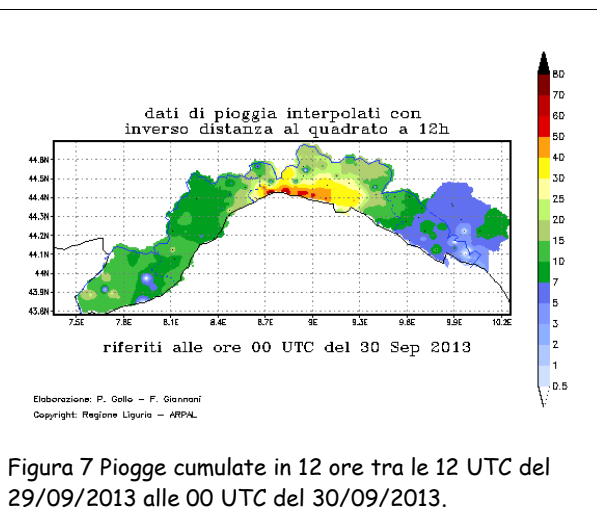 dati di pioggia interpolati con
inverso distanza al quadrato a 12h
44.8N
44.5N
44.4N
44.3N
44.2N
44.1N
44N
43.9N
43.8N
7.5E 7.8E 8.1E 8.4E 8.7E 9E 9.3E 9.6E 9.9E 10.2E
riferiti alle ore 00 UTC del 30 Sep 2013
80
70
60
50
40
30
25
20
15
10
7
5
3
2
1
0.5
Elaborazione: P. Gollo – F. Giannani
Copyright: Regione Liguria – ARPAL
Figura 7 Piogge cumulate in 12 ore tra le 12 UTC del
29/09/2013 alle 00 UTC del 30/09/2013.